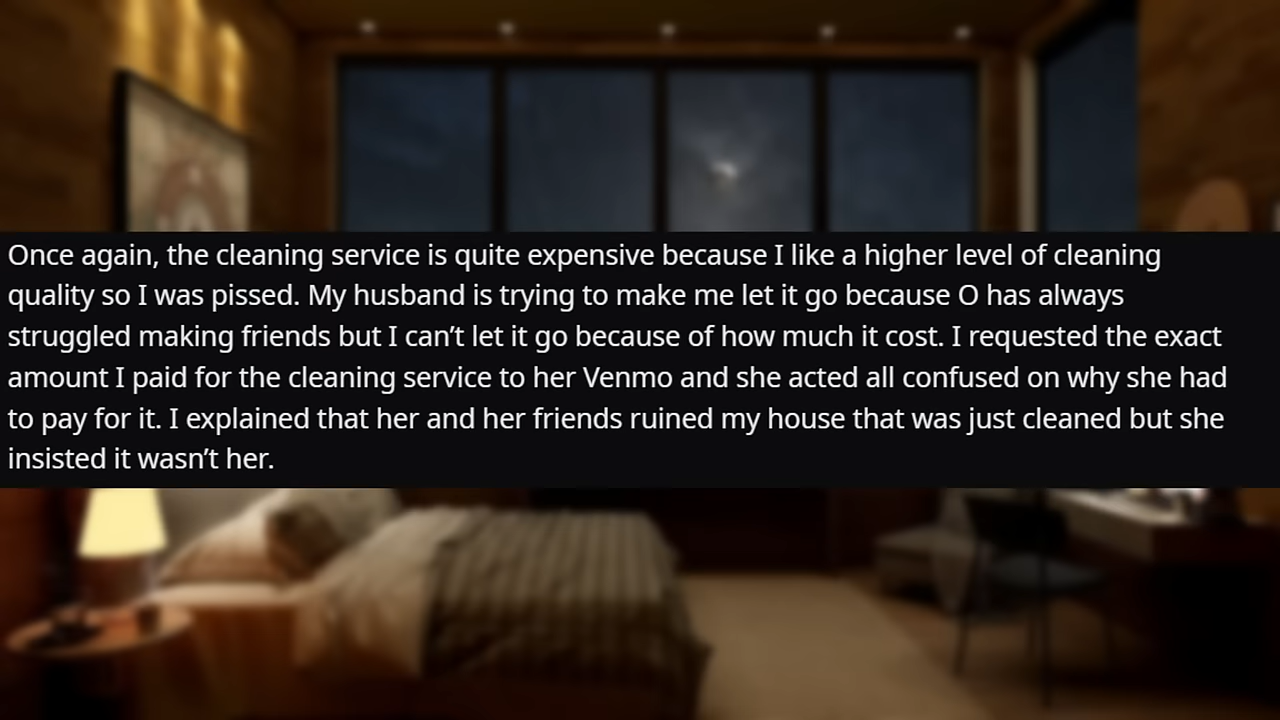 Once again, the cleaning service is quite expensive because I like a higher level of cleaning
quality so I was pissed. My husband is trying to make me let it go because O has always
struggled making friends but I can’t let it go because of how much it cost. I requested the exact
amount I paid for the cleaning service to her Venmo and she acted all confused on why she had
to pay for it. I explained that her and her friends ruined my house that was just cleaned but she
insisted it wasn’t her.